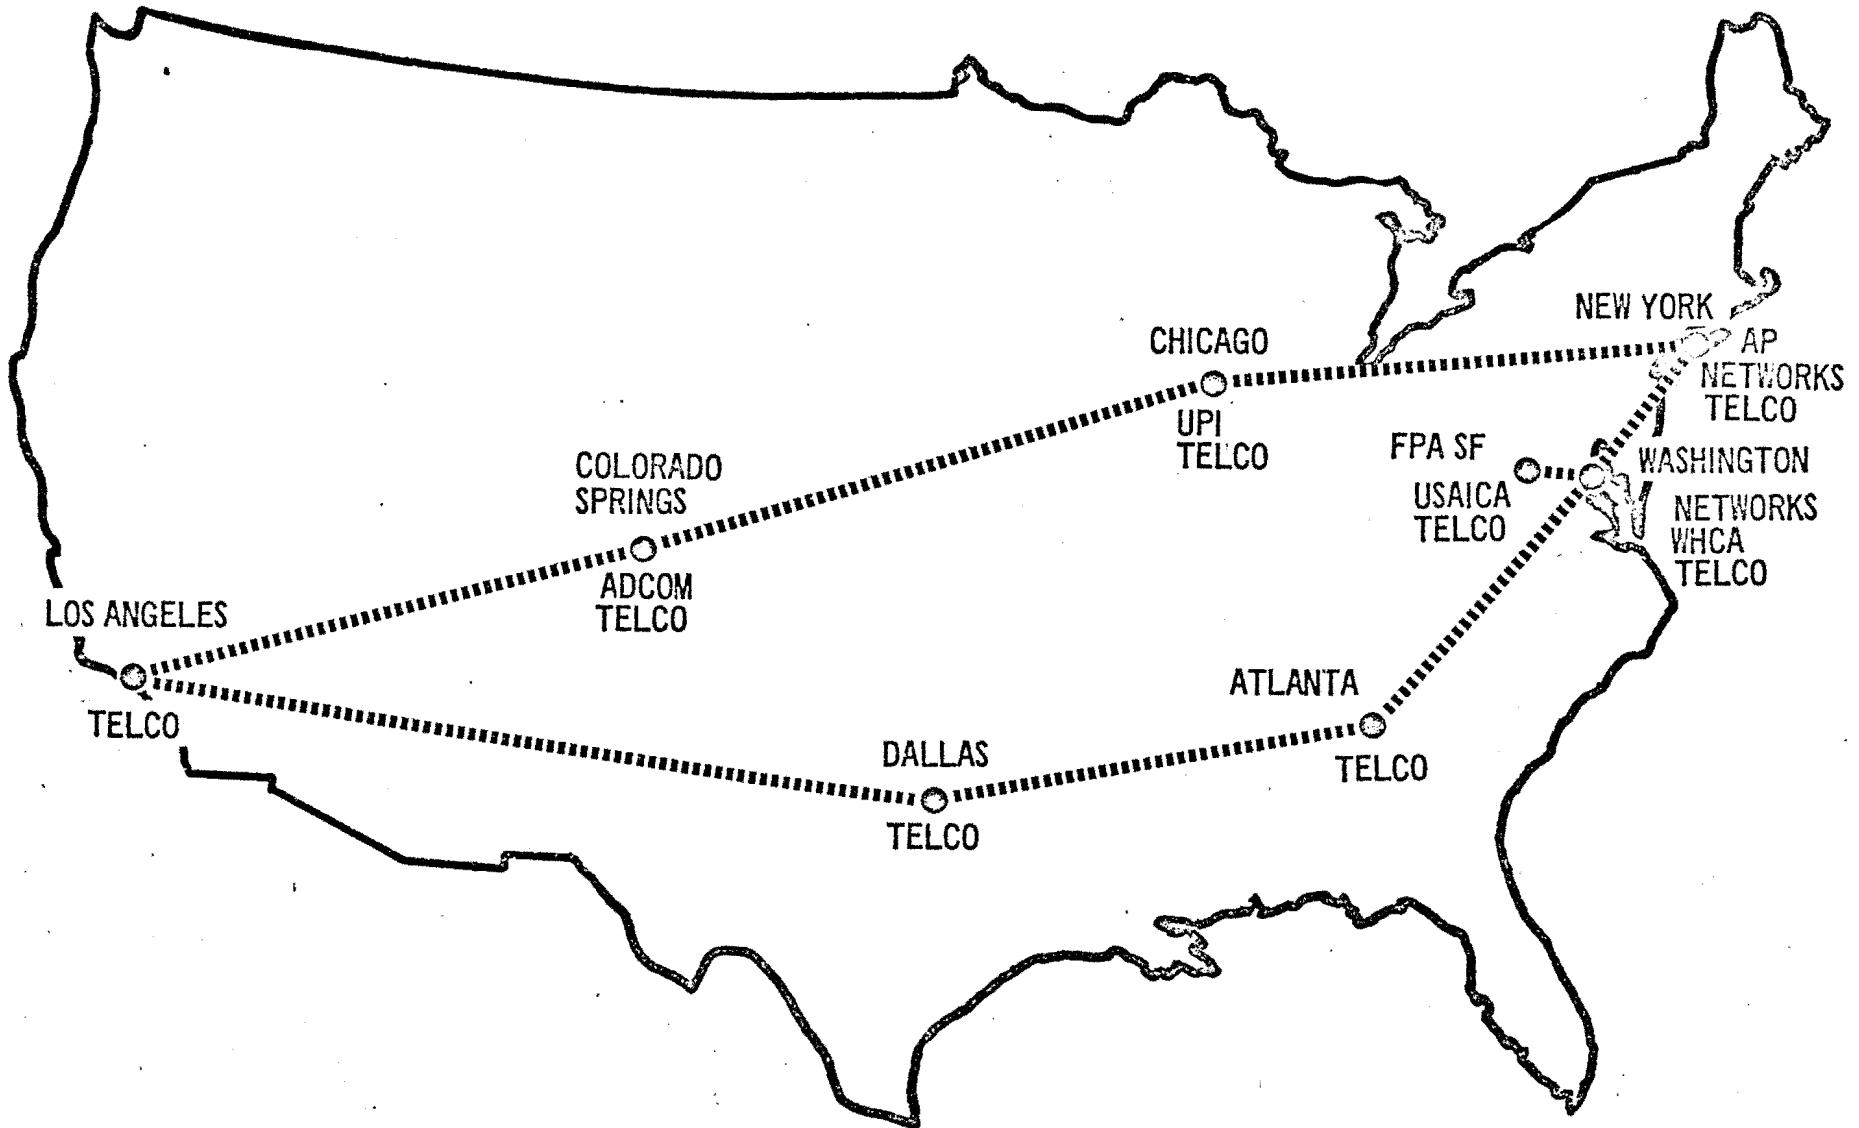 NEW YORK
AP
NETWORKS
TELCO
CHICAGO
UPI
TELCO
FPA SF
USAICA
TELCO
WASHINGTON
NETWORKS
WHCA
TELCO
COLORADO
SPRINGS
ADCOM
TELCO
LOS ANGELES
TELCO
ATLANTA
TELCO
DALLAS
TELCO